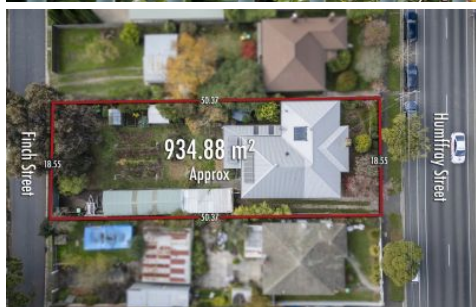 50.37
Finch Street
18.55
934.88 m²
Approx
18.55
Humffray Street
50.37